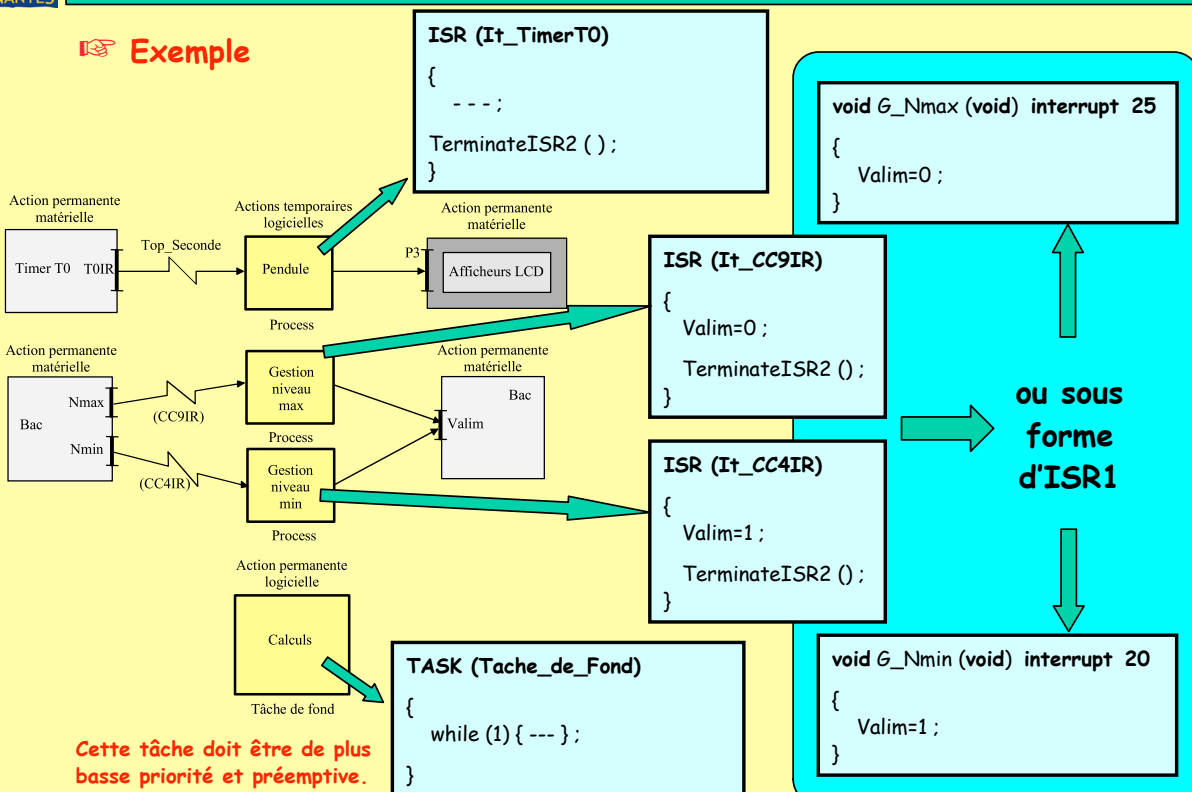 NANTES
☞ Exemple
ISR (It_TimerT0)
{
- - - ;
TerminateISR2 ( ) ;
}
Action permanente
matérielle
Timer T0 T0IR
Top_Seconde
Actions temporaires
logicielles
Pendule
Process
Action permanente
matérielle
P3
Afficheurs LCD
Action permanente
matérielle
Bac
Nmax
Nmin
(CC9IR)
(CC4IR)
Gestion
niveau
max
Process
Gestion
niveau
min
Process
Action permanente
matérielle
Bac
Valim
Action permanente
logicielle
Calculs
Tâche de fond
Cette tâche doit être de plus
basse priorité et préemptive.
ISR (It_CC9IR)
{
Valim=0 ;
TerminateISR2 () ;
}
ISR (It_CC4IR)
{
Valim=1 ;
TerminateISR2 () ;
}
TASK (Tache_de_Fond)
{
while (1) { --- } ;
}
void G_Nmax (void) interrupt 25
{
Valim=0 ;
}
ou sous
forme
d'ISR1
void G_Nmin (void) interrupt 20
{
Valim=1 ;
}